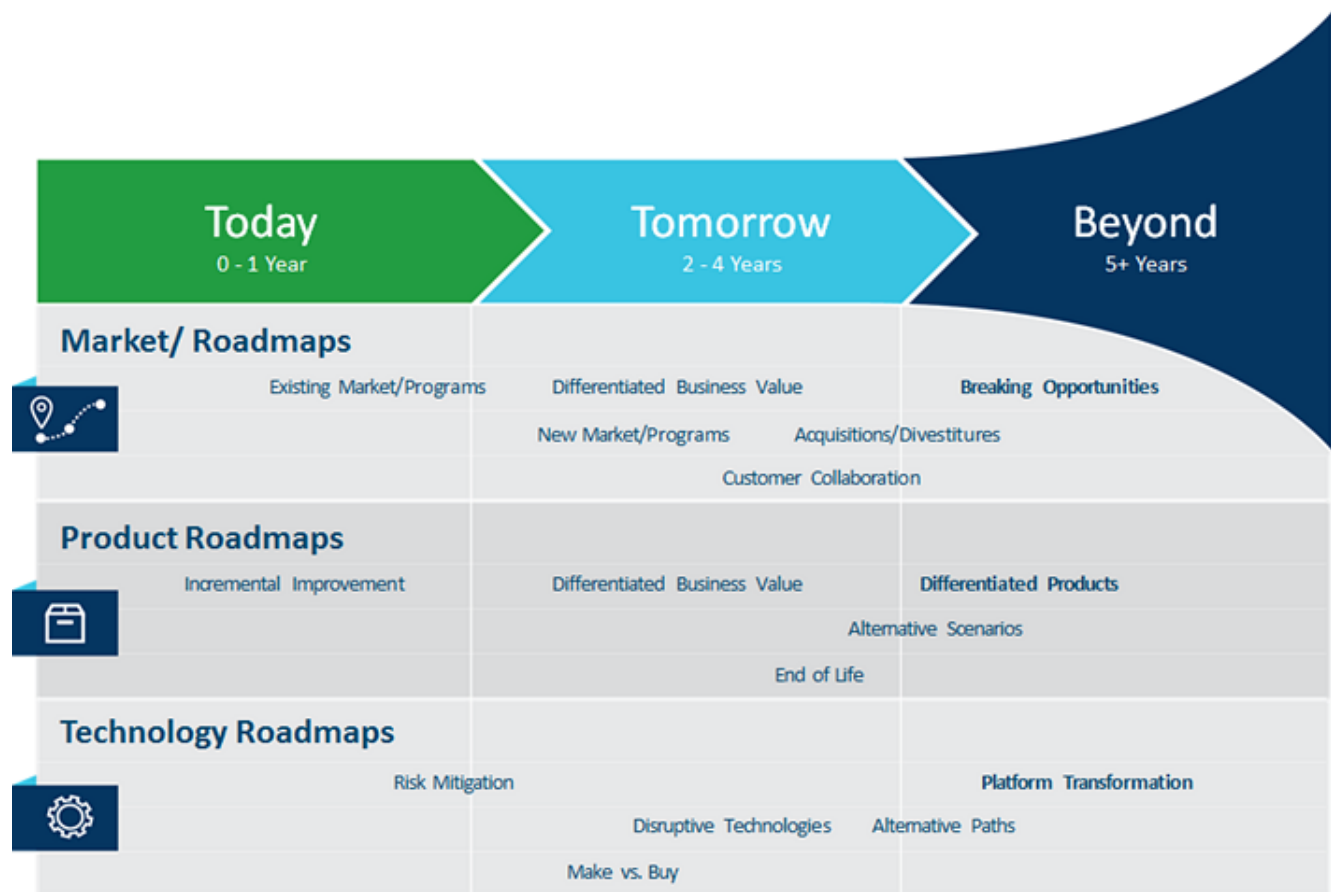 Today
0 - 1 Year
Tomorrow
2 - 4 Years
Beyond
5+ Years
Market/ Roadmaps
Existing Market/Programs
Differentiated Business Value
Breaking Opportunities
New Market/Programs
Acquisitions/Divestitures
Customer Collaboration
Product Roadmaps
Incremental Improvement
Differentiated Business Value
Differentiated Products
Alternative Scenarios
End of Life
Technology Roadmaps
Risk Mitigation
Platform Transformation
Disruptive Technologies
Alternative Paths
Make vs. Buy